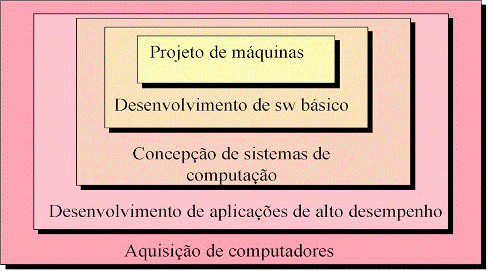 Projeto de máquinas
Desenvolvimento de sw básico
Concepção de sistemas de
computação
Desenvolvimento de aplicações de alto desempenho
Aquisição de computadores